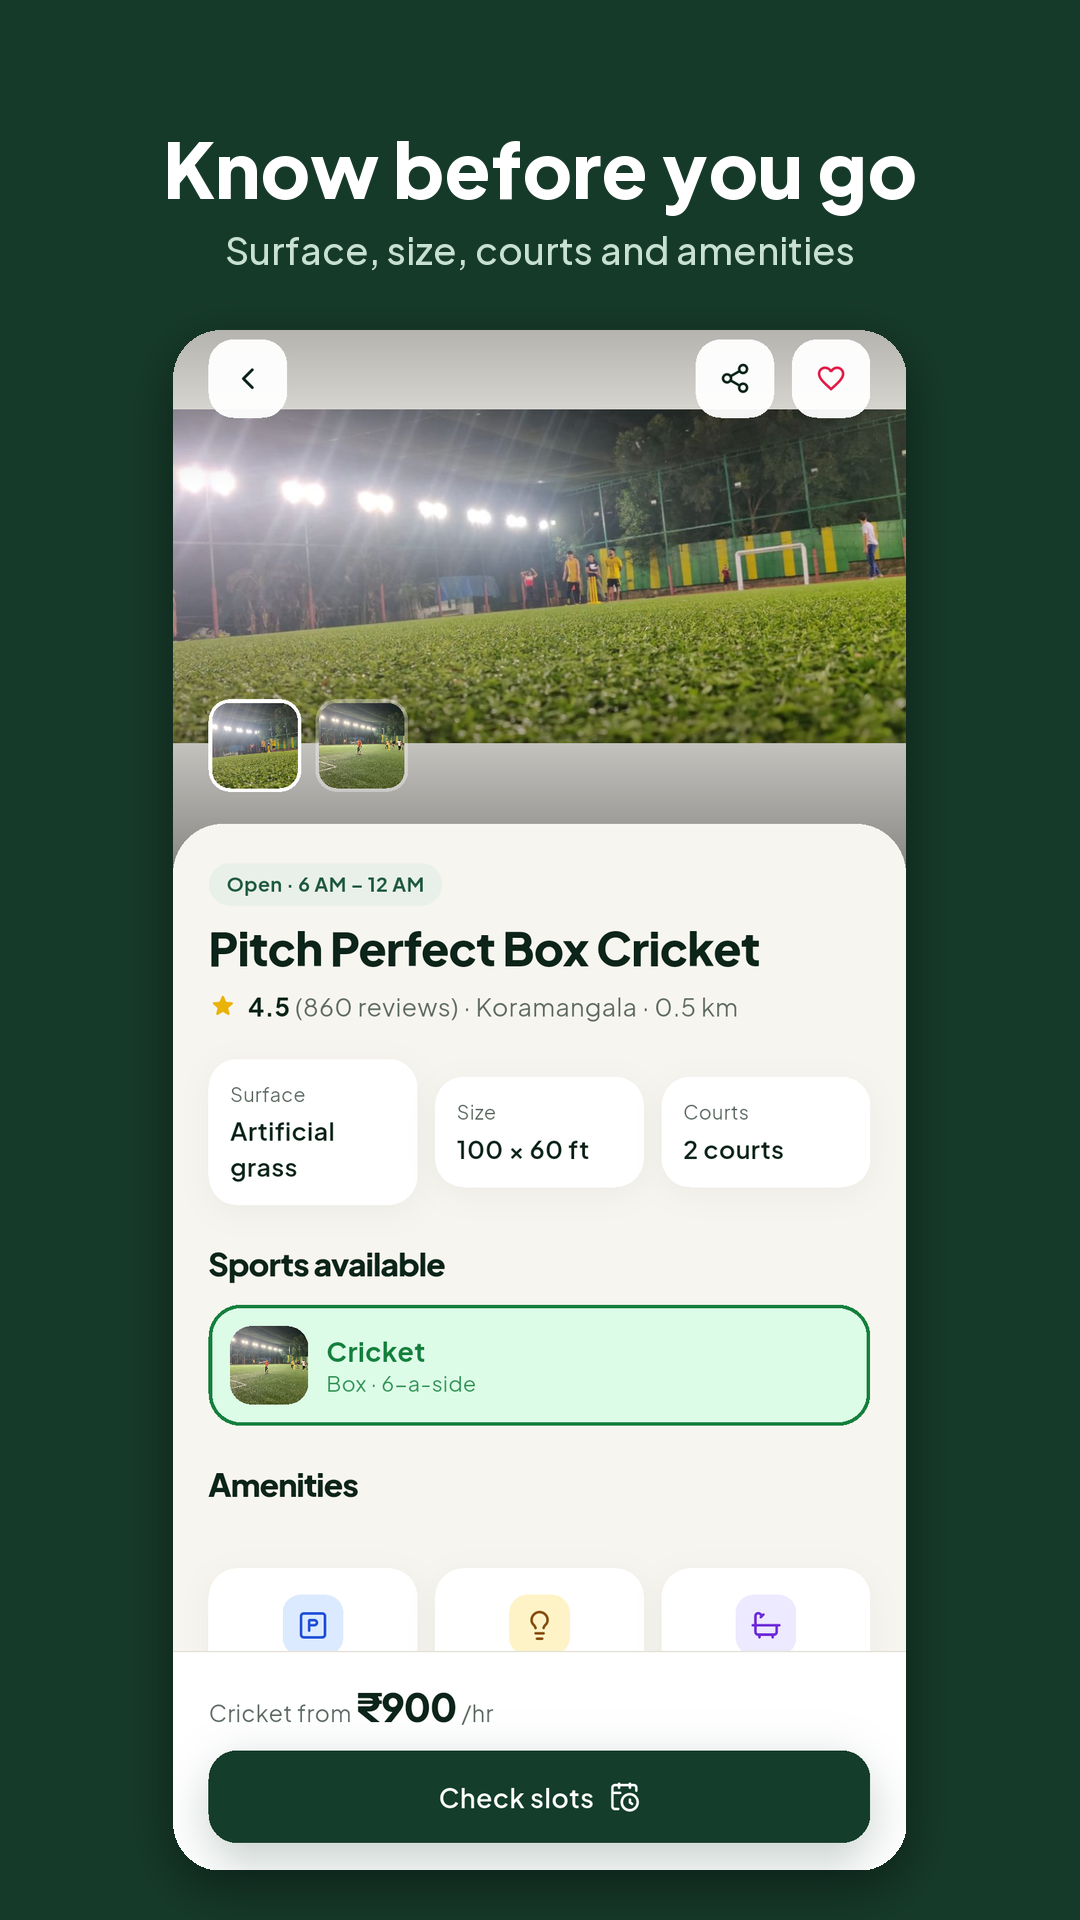 Know before you go
Surface, size, courts and amenities
Open · 6 AM – 12 AM
Pitch Perfect Box Cricket
4.5 (860 reviews) · Koramangala · 0.5 km
Surface
Artificial
grass
Size
100 × 60 ft
Courts
2 courts
Sports available
Cricket
Box · 6-a-side
Amenities
P
Cricket from ₹900 /hr
Check slots